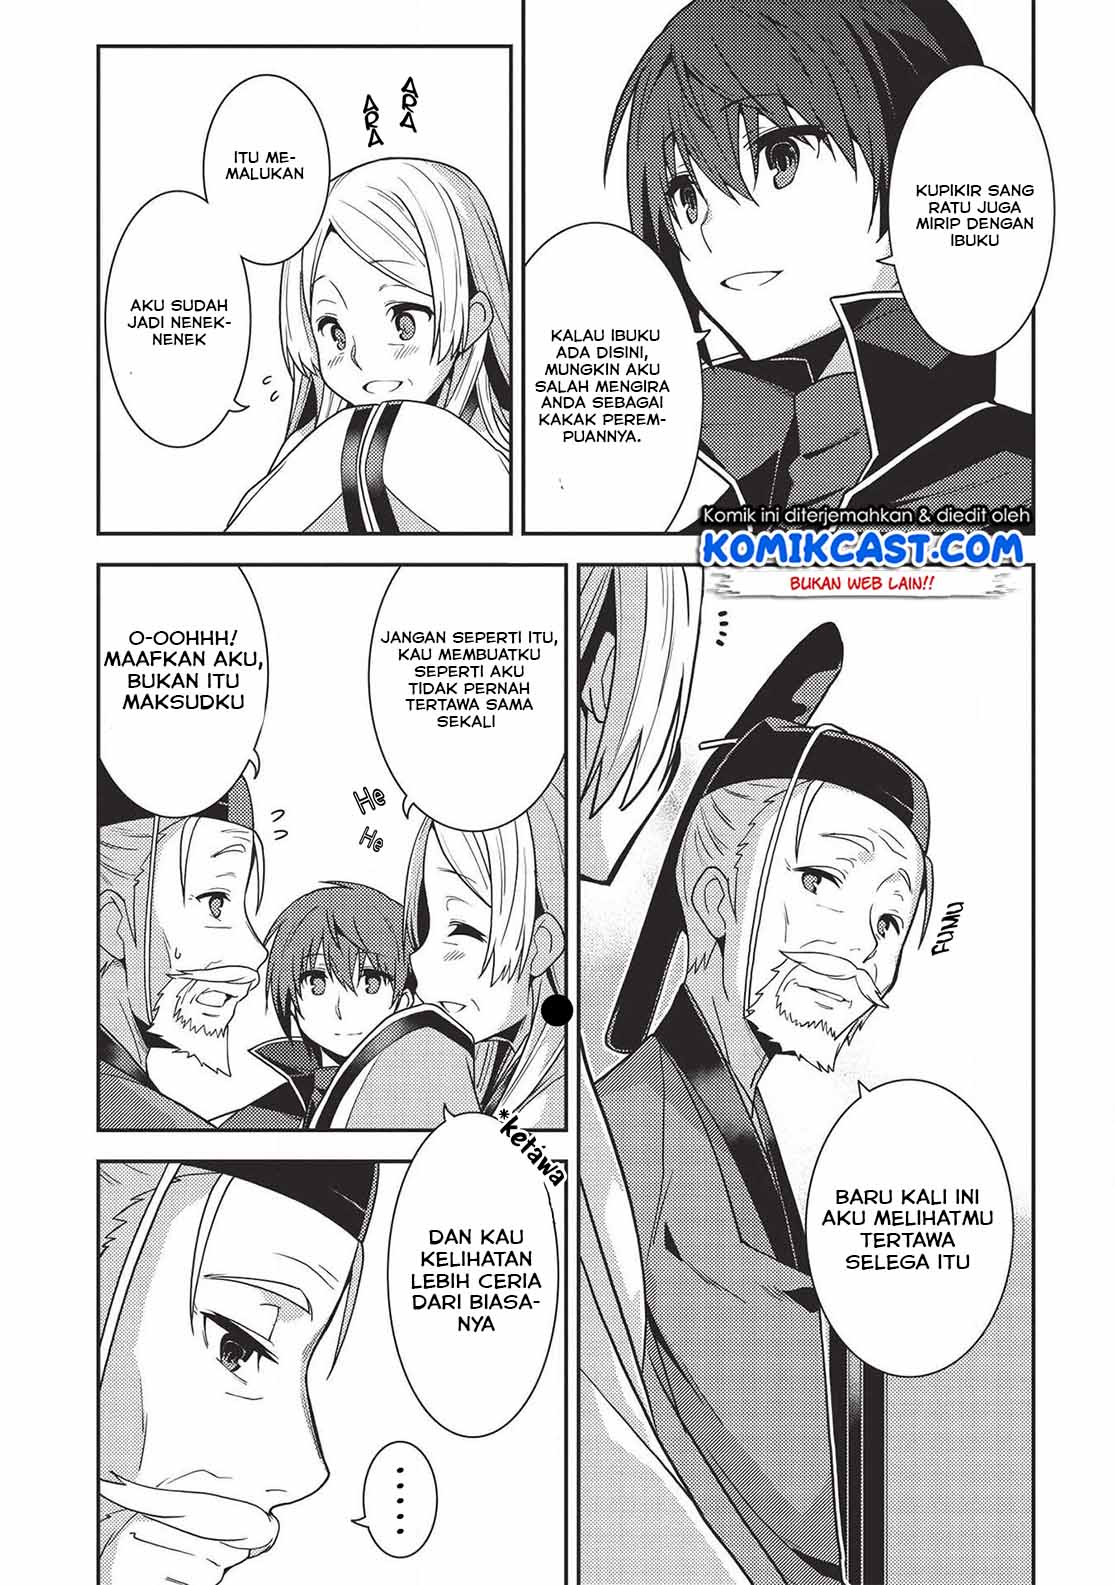 KUPIKIR SANG
RATU JUGA
MIRIP DENGAN
IBUKU
KALAU IBUKU
ADA DISINI,
MUNGKIN AKU
SALAH MENGIRA
ANDA SEBAGAI
KAKAK PEREM-
PUANNYA.
ARA
ARA
ITU ME-
MALUKAN
AKU SUDAH
JADI NENEK-
NENEK
Komik ini diterjemahkan & diedit oleh
KOMIKCAST.COM
BUKAN WEB LAIN!!
FUMU
BARU KALI INI
AKU MELIHATMU
TERTAWA
SELEGA ITU
JANGAN SEPERTI ITU,
KAU MEMBUATKU
SEPERTI AKU
TIDAK PERNAH
TERTAWA SAMA
SEKALI
He
He
*ketawa
O-OOHHH!
MAAFKAN AKU,
BUKAN ITU
MAKSUDKU
DAN KAU
KELIHATAN
LEBIH CERIA
DARI BIASA-
NYA
......